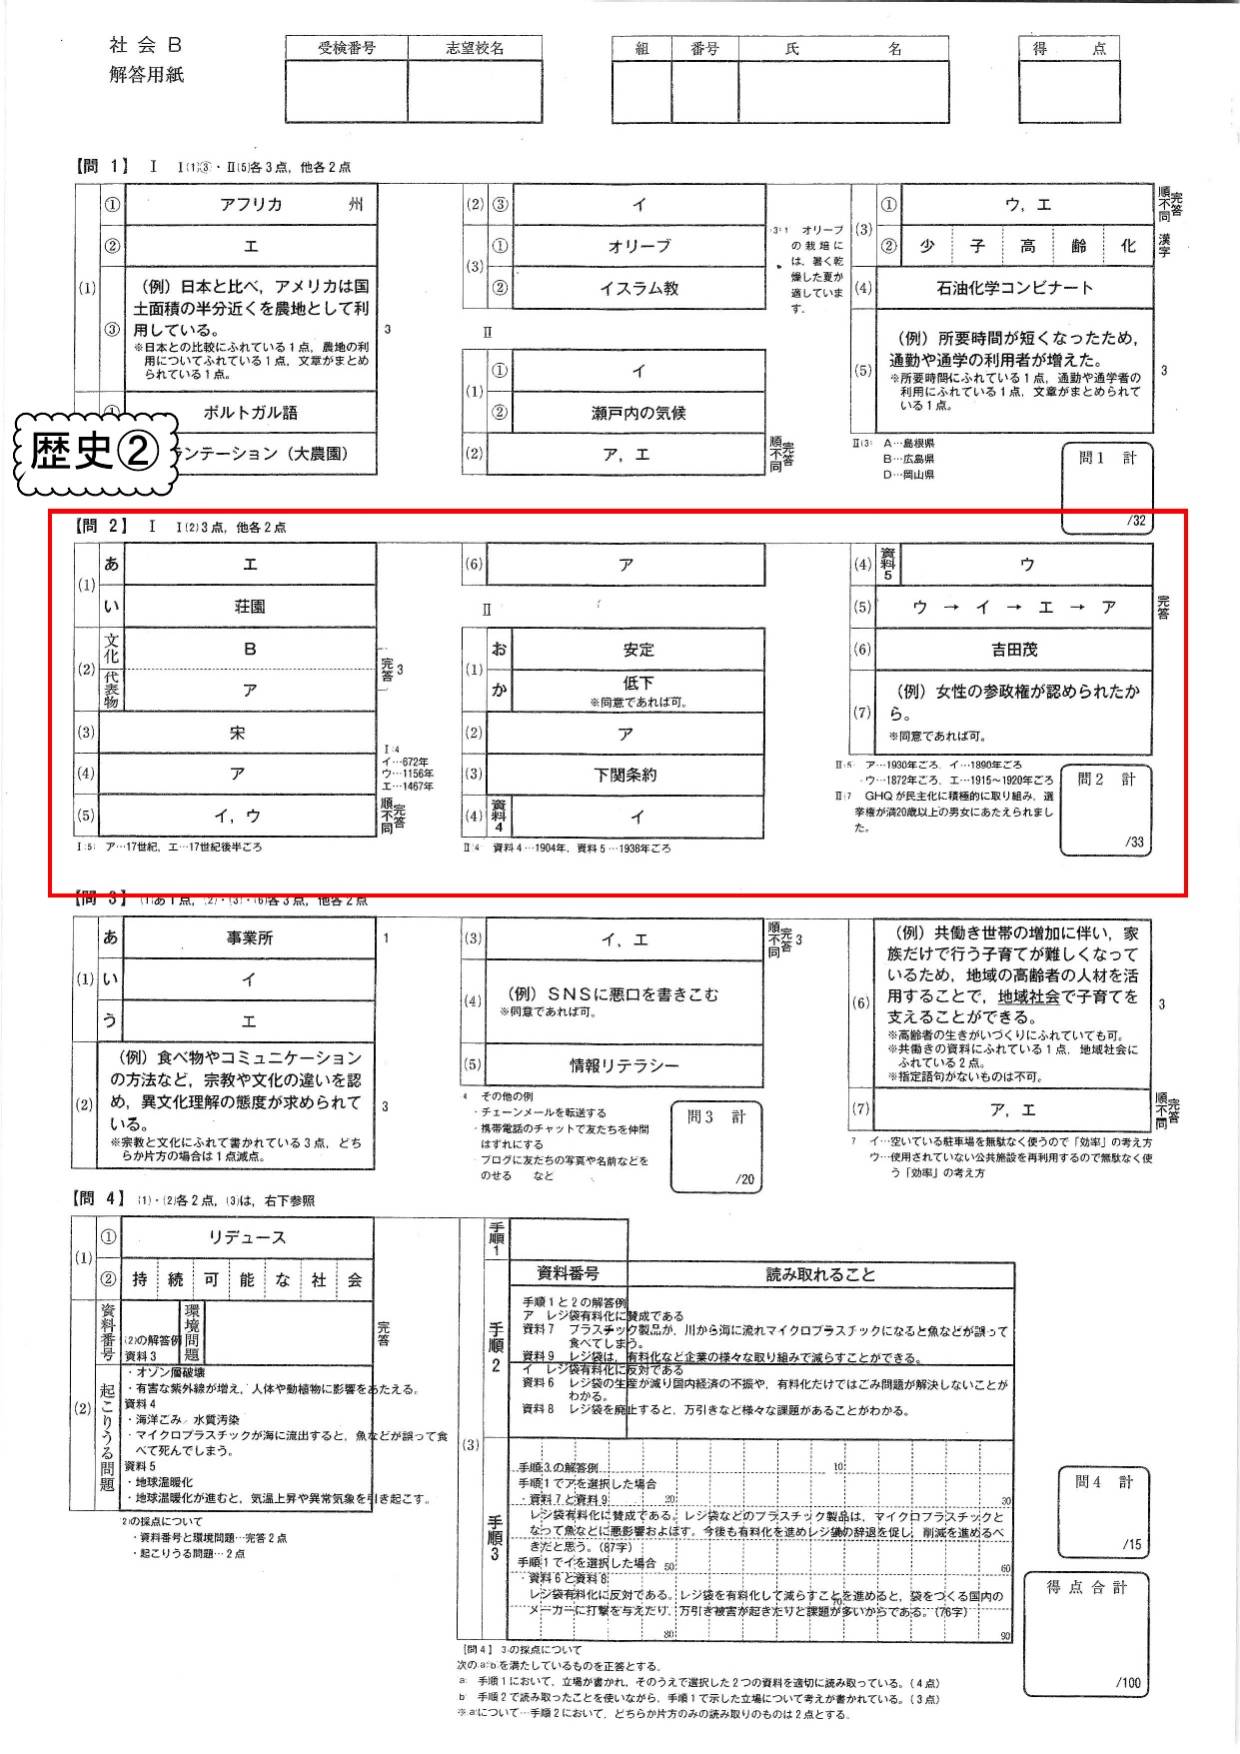 社会B
解答用紙
受検番号 志望校名
組 番号 氏 名
得 点
【問 1】 Ⅰ Ⅰ(1)③・Ⅱ(5)各3点，他各2点
(1)
① アフリカ 州
② エ
③ (例)日本と比べ，アメリカは国
土面積の半分近くを農地として利
用している。
※日本との比較にふれている1点，農地の利
用についてふれている1点，文章がまとめ
られている1点。
3
ポルトガル語
ンテーション（大農園）
歴史②
(2) ③ イ
(3)
① オリーブ
② イスラム教
オリーブ
の栽培に
は，暑く乾
燥した夏が
適していま
す。
Ⅱ
(1)
① イ
② 瀬戸内の気候
(2) ア，エ
順不同 完答
(3)
① ウ，エ
順不同 完答
② 少 子 高 齢 化
漢字
(4) 石油化学コンビナート
(5) (例)所要時間が短くなったため，
通勤や通学の利用者が増えた。
※所要時間にふれている1点，通勤や通学者の
利用にふれている1点，文章がまとめられて
いる1点。
3
Ⅱ(3) A…島根県
B…広島県
D…岡山県
問1 計
/32
【問 2】 Ⅰ Ⅰ(2)3点，他各2点
(1)
あ エ
い 荘園
(2)
文化 B
代表物 ア
完答 3
(3) 宋
(4) ア
Ⅰ(4)
イ…672年
ウ…1156年
エ…1467年
(5) イ，ウ
順不同 完答
Ⅰ(5) ア…17世紀，エ…17世紀後半ごろ
(6) ア
Ⅱ
(1)
お 安定
か 低下
※同意であれば可。
(2) ア
(3) 下関条約
(4) 資料4 イ
Ⅱ(4) 資料4…1904年，資料5…1938年ごろ
(4) 資料5 ウ
(5) ウ → イ → エ → ア
完答
(6) 吉田茂
(7) (例)女性の参政権が認められたか
ら。
※同意であれば可。
Ⅱ(5) ア…1930年ごろ，イ…1890年ごろ
ウ…1872年ごろ，エ…1915～1920年ごろ
Ⅱ(7) GHQが民主化に積極的に取り組み，選
挙権が満20歳以上の男女にあたえられまし
た。
問2 計
/33
【問 3】 (1)あ1点，(2)・(3)・(6)各3点，他各2点
(1)
あ 事業所
1
い イ
う エ
(2) (例)食べ物やコミュニケーション
の方法など，宗教や文化の違いを認
め，異文化理解の態度が求められて
いる。
※宗教と文化にふれて書かれている3点，どち
らか片方の場合は1点減点。
3
(3) イ，エ
順不同 完答 3
(4) (例)SNSに悪口を書きこむ
※同意であれば可。
(5) 情報リテラシー
4 その他の例
・チェーンメールを転送する
・携帯電話のチャットで友だちを仲間
はずれにする
・ブログに友だちの写真や名前などを
のせる など
問3 計
/20
(6) (例)共働き世帯の増加に伴い，家
族だけで行う子育てが難しくなって
いるため，地域の高齢者の人材を活
用することで，地域社会で子育てを
支えることができる。
※高齢者の生きがいづくりにふれていても可。
※共働きの資料にふれている1点，地域社会に
ふれている2点。
※指定語句がないものは不可。
3
(7) ア，エ
順不同 完答
7 イ…空いている駐車場を無駄なく使うので「効率」の考え方
ウ…使用されていない公共施設を再利用するので無駄なく使
う「効率」の考え方
【問 4】 (1)・(2)各2点，(3)は，右下参照
(1)
① リデュース
② 持 続 可 能 な 社 会
(2)
資料番号 環境問題
完答
(2)の解答例
資料3
起こりうる問題
・オゾン層破壊
・有害な紫外線が増え，人体や動植物に影響をあたえる。
資料4
・海洋ごみ，水質汚染
・マイクロプラスチックが海に流出すると，魚などが誤って食
べて死んでしまう。
資料5
・地球温暖化
・地球温暖化が進むと，気温上昇や異常気象を引き起こす。
2の採点について
・資料番号と環境問題…完答2点
・起こりうる問題…2点
(3)
手順1
手順2
資料番号 読み取れること
手順1と2の解答例
ア レジ袋有料化に賛成である
資料7 プラスチック製品が，川から海に流れマイクロプラスチックになると魚などが誤って
食べてしまう。
資料9 レジ袋は，有料化など企業の様々な取り組みで減らすことができる。
イ レジ袋有料化に反対である
資料6 レジ袋の生産が減り国内経済の不振や，有料化だけではごみ問題が解決しないことが
わかる。
資料8 レジ袋を廃止すると，万引きなど様々な課題があることがわかる。
手順3
手順3の解答例
10
手順1でアを選択した場合
・資料7と資料9
20 30
レジ袋有料化に賛成である。レジ袋などのプラスチック製品は，マイクロプラスチックと
なって魚などに悪影響およぼす。今後も有料化を進めレジ袋の辞退を促し，削減を進めるべ
きだと思う。(87字)
手順1でイを選択した場合
50 60
・資料6と資料8
レジ袋有料化に反対である。レジ袋を有料化して減らすことを進めると，袋をつくる国内の
メーカーに打撃を与えたり，万引き被害が起きたりと課題が多いからである。(76字)
80 90
問4 計
/15
得点合計
/100
[問4] 3の採点について
次のa・bを満たしているものを正答とする。
a 手順1において，立場が書かれ，そのうえで選択した2つの資料を適切に読み取っている。(4点)
b 手順2で読み取ったことを使いながら，手順1で示した立場について考えが書かれている。(3点)
※aについて…手順2において，どちらか片方のみの読み取りのものは2点とする。